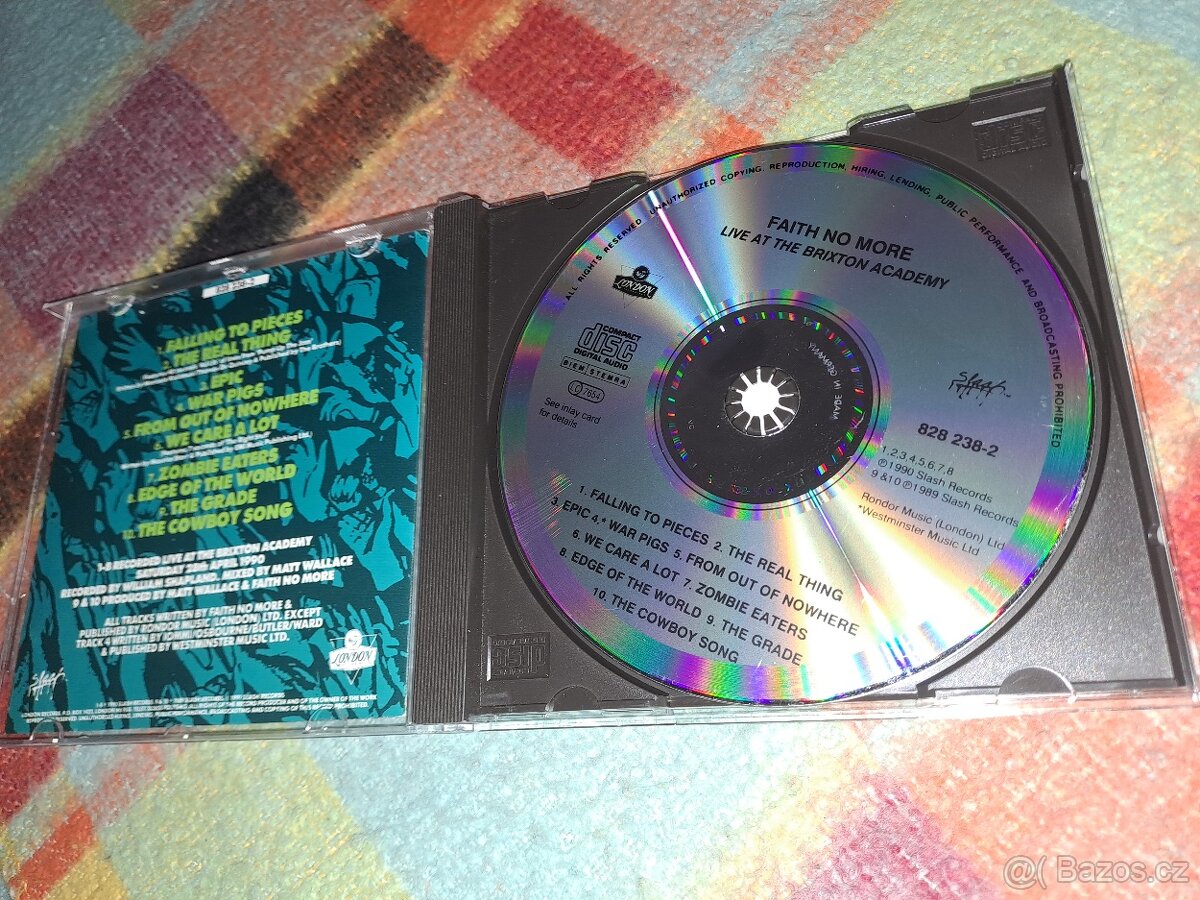 828 238-2
1. FALLING TO PIECES
2. THE REAL THING
3. EPIC
4. WAR PIGS
5. FROM OUT OF NOWHERE
6. WE CARE A LOT
7. ZOMBIE EATERS
8. EDGE OF THE WORLD
9. THE GRADE
10. THE COWBOY SONG
1-8 RECORDED LIVE AT THE BRIXTON ACADEMY
SATURDAY 28th APRIL 1990
RECORDED BY WILLIAM SHAPLAND. MIXED BY MATT WALLACE
9 & 10 PRODUCED BY MATT WALLACE & FAITH NO MORE
ALL TRACKS WRITTEN BY FAITH NO MORE &
PUBLISHED BY RONDOR MUSIC (LONDON) LTD. EXCEPT
TRACK 4 WRITTEN BY IOMMI/OSBOURNE/BUTLER/WARD
& PUBLISHED BY WESTMINSTER MUSIC LTD.
Slash
LONDON
ALL RIGHTS RESERVED. UNAUTHORIZED COPYING, REPRODUCTION, HIRING, LENDING, PUBLIC PERFORMANCE AND BROADCASTING PROHIBITED
FAITH NO MORE
LIVE AT THE BRIXTON ACADEMY
LONDON
COMPACT
disc
DIGITAL AUDIO
BIEM/STEMRA
LC 7654
See inlay card
for details
MADE IN GERMANY
Slash
828 238-2
1,2,3,4,5,6,7,8
℗1990 Slash Records
9 &10 ℗1989 Slash Records
Rondor Music (London) Ltd
*Westminster Music Ltd
1. FALLING TO PIECES 2. THE REAL THING
3. EPIC 4.* WAR PIGS 5. FROM OUT OF NOWHERE
6. WE CARE A LOT 7. ZOMBIE EATERS
8. EDGE OF THE WORLD 9. THE GRADE
10. THE COWBOY SONG
Bazos.cz